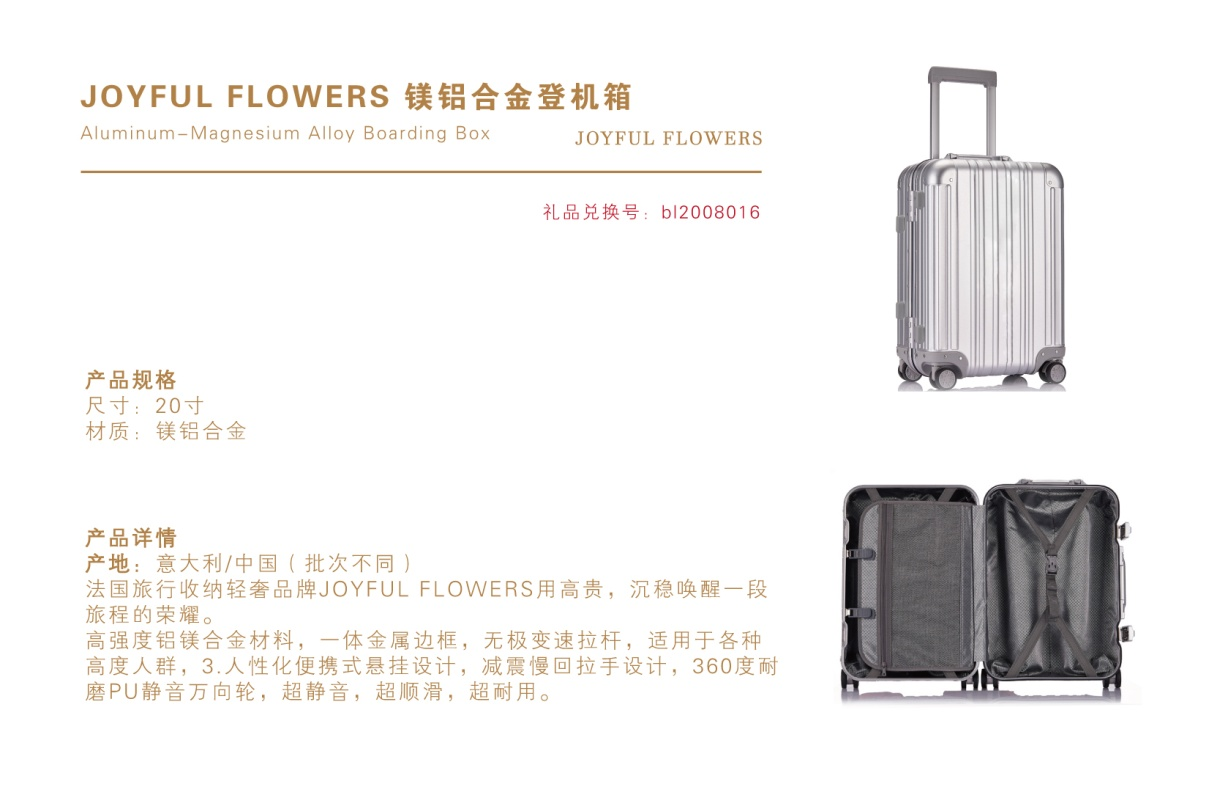 JOYFUL FLOWERS 镁铝合金登机箱
Aluminum-Magnesium Alloy Boarding Box
JOYFUL FLOWERS
礼品兑换号：bl2008016
产品规格
尺寸：20寸
材质：镁铝合金
产品详情
产地：意大利/中国（批次不同）
法国旅行收纳轻奢品牌JOYFUL FLOWERS用高贵，沉稳唤醒一段
旅程的荣耀。
高强度铝镁合金材料，一体金属边框，无极变速拉杆，适用于各种
高度人群，3.人性化便携式悬挂设计，减震慢回拉手设计，360度耐
磨PU静音万向轮，超静音，超顺滑，超耐用。